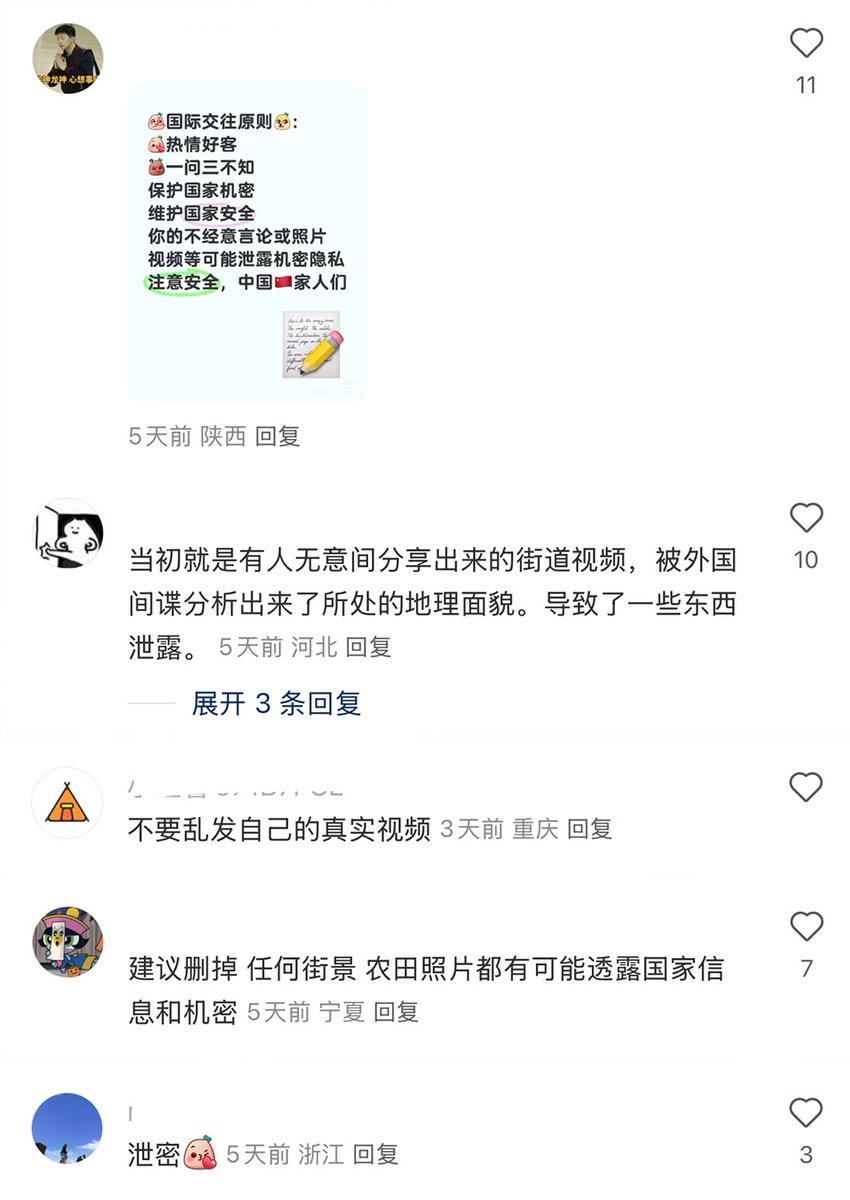 神龙神 心想事
11
国际交往原则:
热情好客
一问三不知
保护国家机密
维护国家安全
你的不经意言论或照片
视频等可能泄露机密隐私
注意安全，中国🇨🇳家人们
5天前 陕西 回复
当初就是有人无意间分享出来的街道视频，被外国
10
间谍分析出来了所处的地理面貌。导致了一些东西
泄露。 5天前 河北 回复
展开 3 条回复
不要乱发自己的真实视频 3天前 重庆 回复
建议删掉 任何街景 农田照片都有可能透露国家信
7
息和机密 5天前 宁夏 回复
泄密 5天前 浙江 回复
3